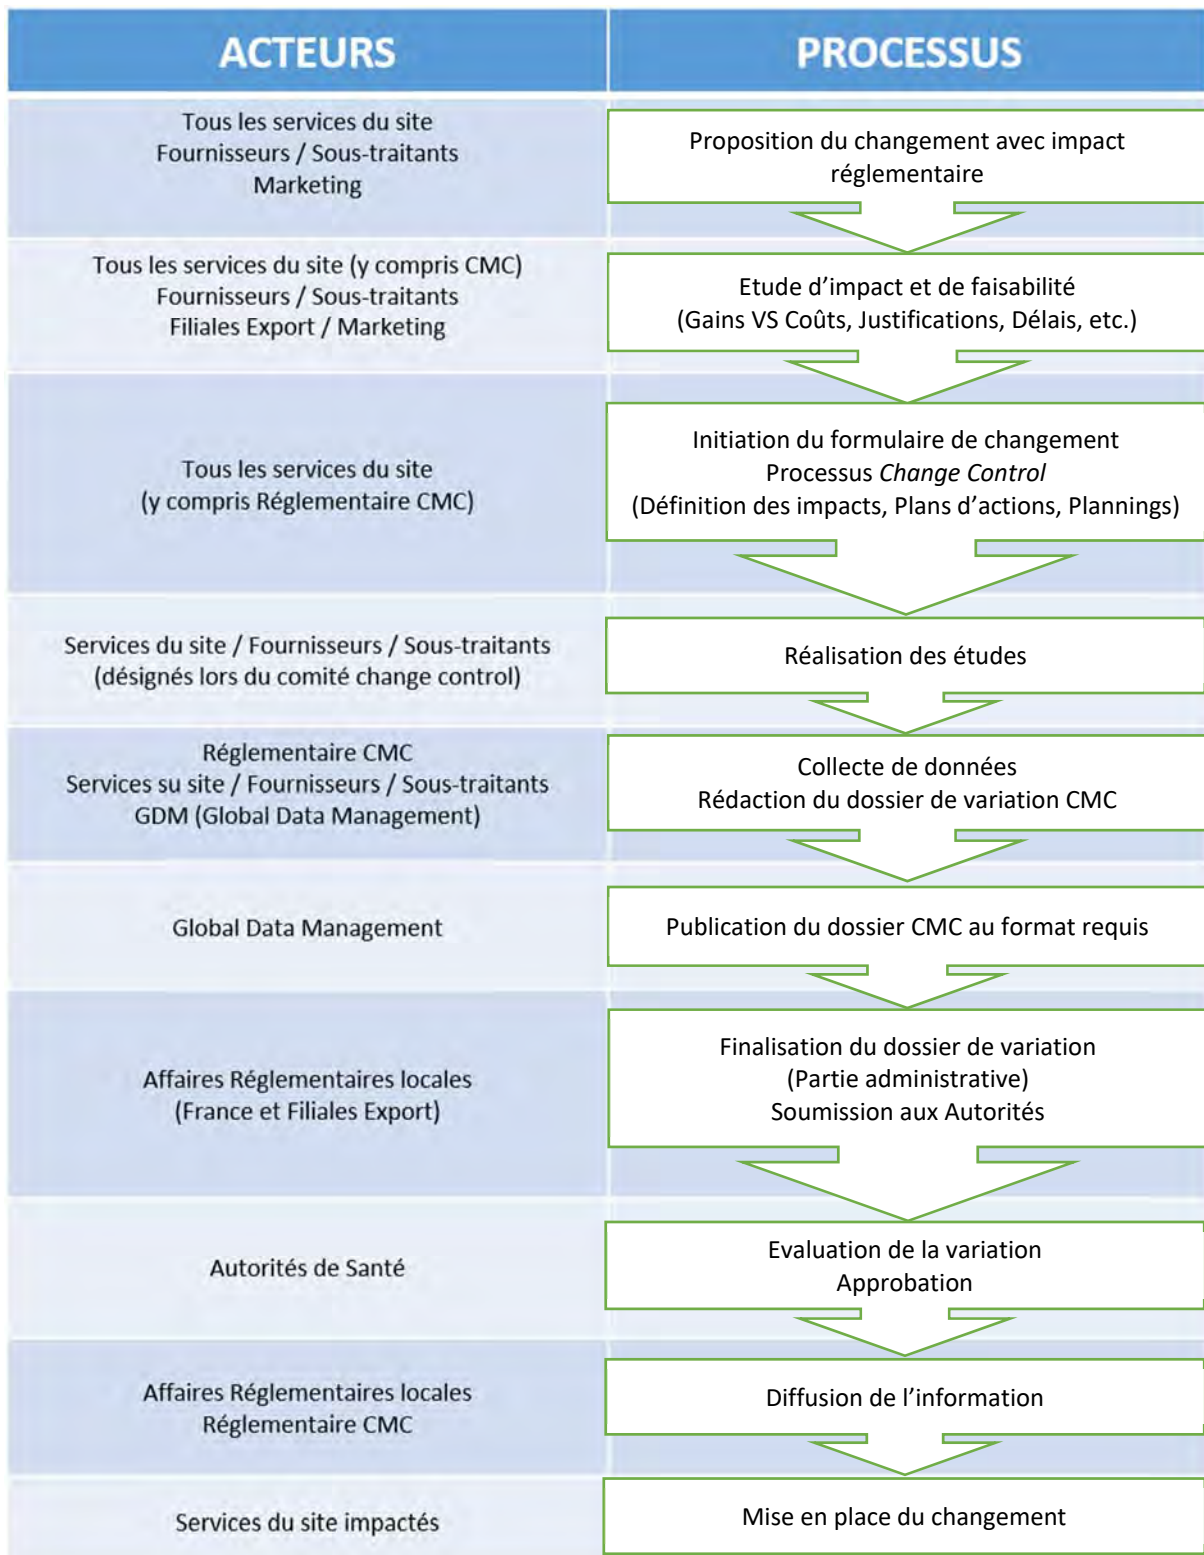 ACTEURS
PROCESSUS
Tous les services du site
Fournisseurs / Sous-traitants
Marketing
Proposition du changement avec impact
réglementaire
Tous les services du site (y compris CMC)
Fournisseurs / Sous-traitants
Filiales Export / Marketing
Etude d’impact et de faisabilité
(Gains VS Coûts, Justifications, Délais, etc.)
Tous les services du site
(y compris Réglementaire CMC)
Initiation du formulaire de changement
Processus Change Control
(Définition des impacts, Plans d’actions, Plannings)
Services du site / Fournisseurs / Sous-traitants
(désignés lors du comité change control)
Réalisation des études
Réglementaire CMC
Services su site / Fournisseurs / Sous-traitants
GDM (Global Data Management)
Collecte de données
Rédaction du dossier de variation CMC
Global Data Management
Publication du dossier CMC au format requis
Affaires Réglementaires locales
(France et Filiales Export)
Finalisation du dossier de variation
(Partie administrative)
Soumission aux Autorités
Autorités de Santé
Evaluation de la variation
Approbation
Affaires Réglementaires locales
Réglementaire CMC
Diffusion de l’information
Services du site impactés
Mise en place du changement